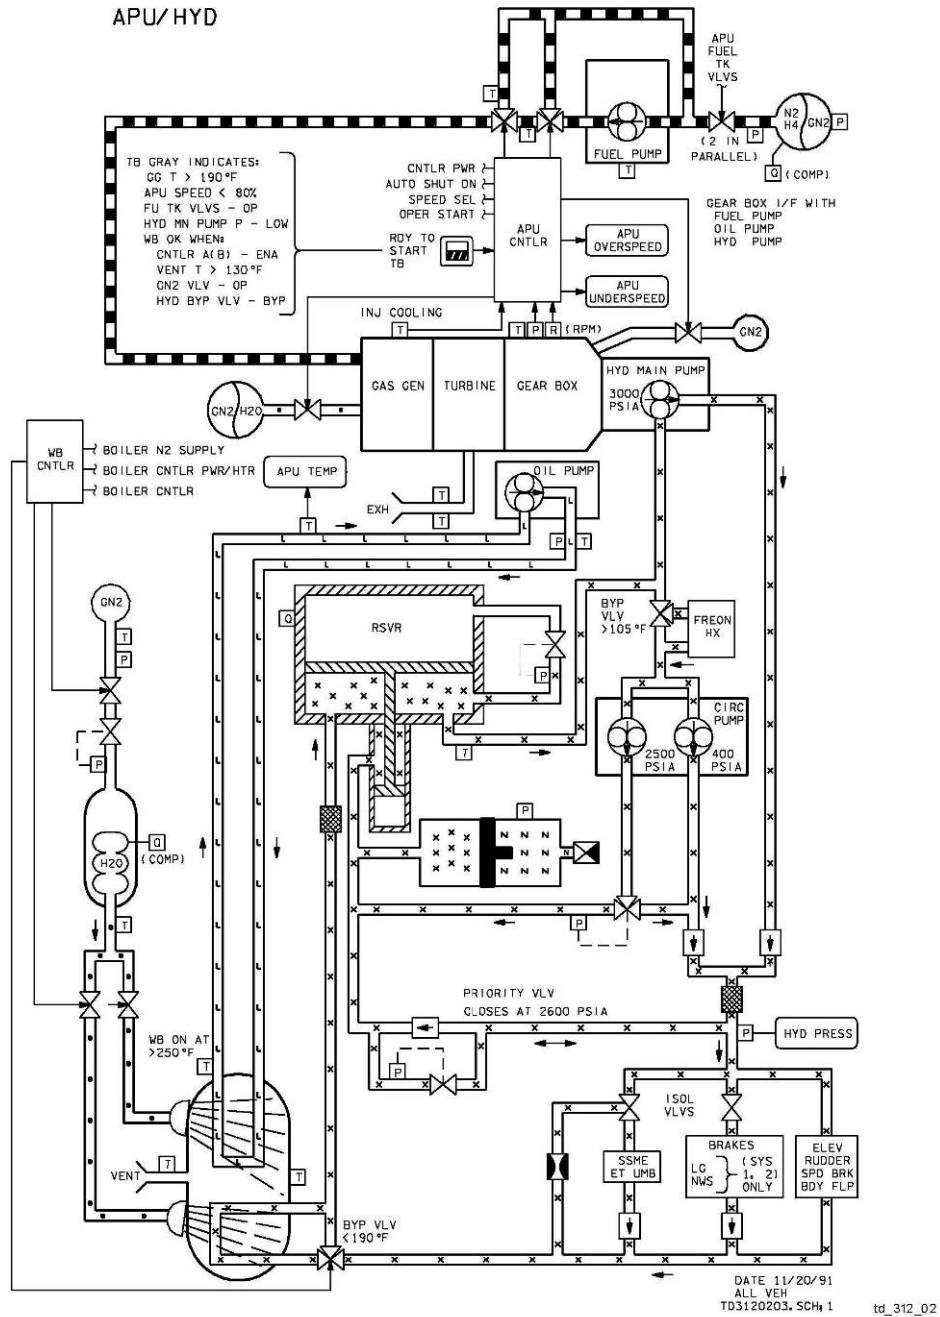 APU/HYD
APU
FUEL
TK
VLVS
N2
H4
GN2
P
T
T
P
(2 IN
PARALLEL)
FUEL PUMP
T
Q (COMP)
TB GRAY INDICATES:
GG T > 190°F
APU SPEED < 80%
FU TK VLVS - OP
HYD MN PUMP P - LOW
WB OK WHEN:
CNTLR A(B) - ENA
VENT T > 130°F
GN2 VLV - OP
HYD BYP VLV - BYP
CNTLR PWR
AUTO SHUT DN
SPEED SEL
OPER START
RDY TO
START
TB
APU
CNTLR
APU
OVERSPEED
APU
UNDERSPEED
GEAR BOX I/F WITH
FUEL PUMP
OIL PUMP
HYD PUMP
INJ COOLING
T
T P R (RPM)
GN2
GAS GEN
TURBINE
GEAR BOX
HYD MAIN PUMP
3000
PSIA
GN2 H2O
WB
CNTLR
BOILER N2 SUPPLY
BOILER CNTLR PWR/HTR
BOILER CNTLR
APU TEMP
OIL PUMP
EXH
T
T
T
P T
GN2
T
P
Q
RSVR
BYP
VLV
>105°F
FREON
HX
P
T
CIRC
PUMP
2500
PSIA
400
PSIA
P
P
H2O
Q
(COMP)
N
T
P
PRIORITY VLV
CLOSES AT 2600 PSIA
P
HYD PRESS
WB ON AT
>250°F
T
P
ISOL
VLVS
SSME
ET UMB
BRAKES
LG
NWS
(SYS
1, 2)
ONLY
ELEV
RUDDER
SPD BRK
BDY FLP
VENT
T
T
BYP VLV
<190°F
DATE 11/20/91
ALL VEH
TD3120203.SCH, 1
td_312_02